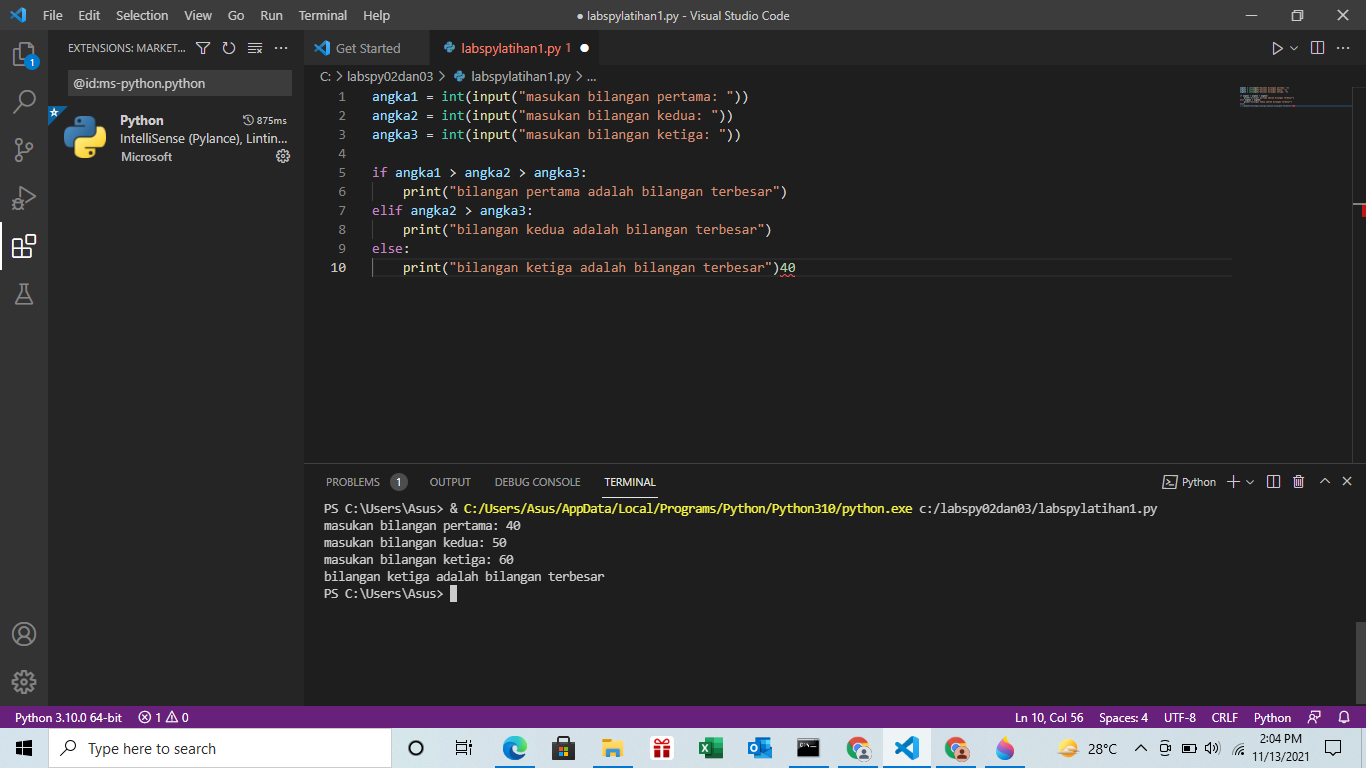 File Edit Selection View Go Run Terminal Help ● labspylatihan1.py - Visual Studio Code
EXTENSIONS: MARKET... ···
Get Started labspylatihan1.py 1 ●
1
@id:ms-python.python
C: > labspy02dan03 > labspylatihan1.py > ...
Python 875ms
IntelliSense (Pylance), Lintin...
Microsoft
1 angka1 = int(input("masukan bilangan pertama: "))
2 angka2 = int(input("masukan bilangan kedua: "))
3 angka3 = int(input("masukan bilangan ketiga: "))
4
5 if angka1 > angka2 > angka3:
6 print("bilangan pertama adalah bilangan terbesar")
7 elif angka2 > angka3:
8 print("bilangan kedua adalah bilangan terbesar")
9 else:
10 print("bilangan ketiga adalah bilangan terbesar")40
PROBLEMS 1 OUTPUT DEBUG CONSOLE TERMINAL Python
PS C:\Users\Asus> & C:/Users/Asus/AppData/Local/Programs/Python/Python310/python.exe c:/labspy02dan03/labspylatihan1.py
masukan bilangan pertama: 40
masukan bilangan kedua: 50
masukan bilangan ketiga: 60
bilangan ketiga adalah bilangan terbesar
PS C:\Users\Asus>
Python 3.10.0 64-bit 1 0 Ln 10, Col 56 Spaces: 4 UTF-8 CRLF Python
Type here to search 28°C 2:04 PM
11/13/2021